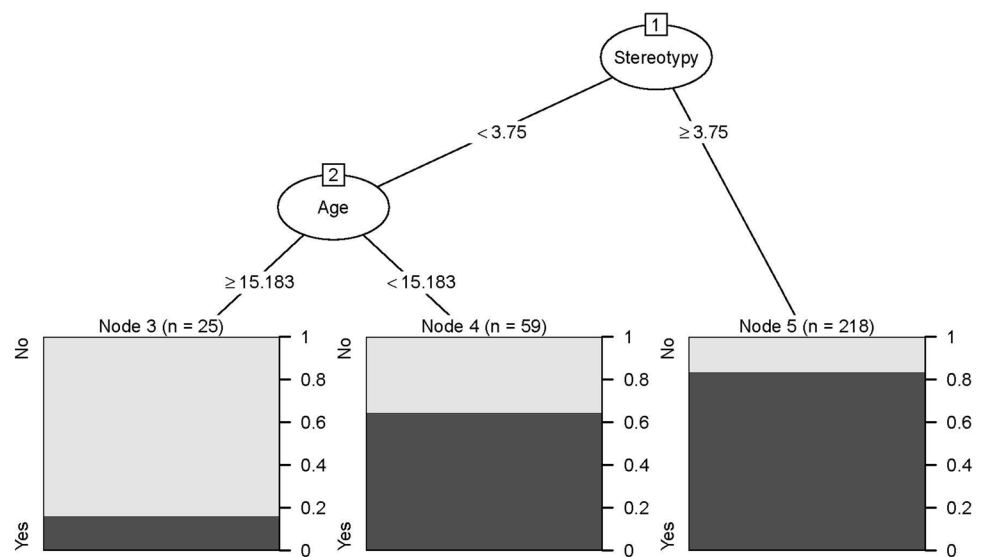 1
Stereotypy
< 3.75
≥ 3.75
2
Age
≥ 15.183
< 15.183
Node 3 (n = 25)
No
Yes
1
0.8
0.6
0.4
0.2
0
Node 4 (n = 59)
No
Yes
1
0.8
0.6
0.4
0.2
0
Node 5 (n = 218)
No
Yes
1
0.8
0.6
0.4
0.2
0